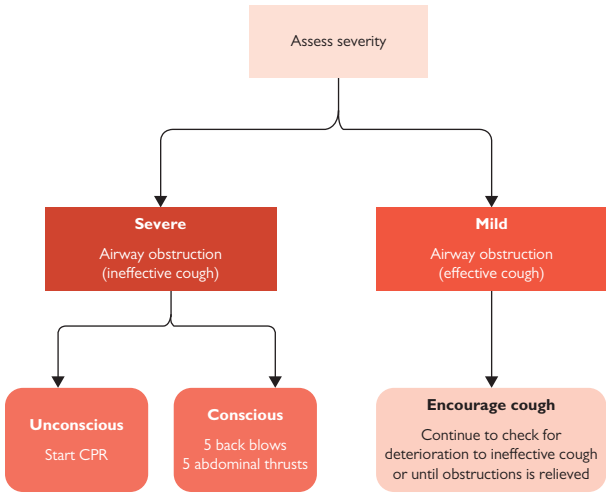 Assess severity
Severe
Airway obstruction
(ineffective cough)
Mild
Airway obstruction
(effective cough)
Unconscious
Start CPR
Conscious
5 back blows
5 abdominal thrusts
Encourage cough
Continue to check for
deterioration to ineffective cough
or until obstructions is relieved